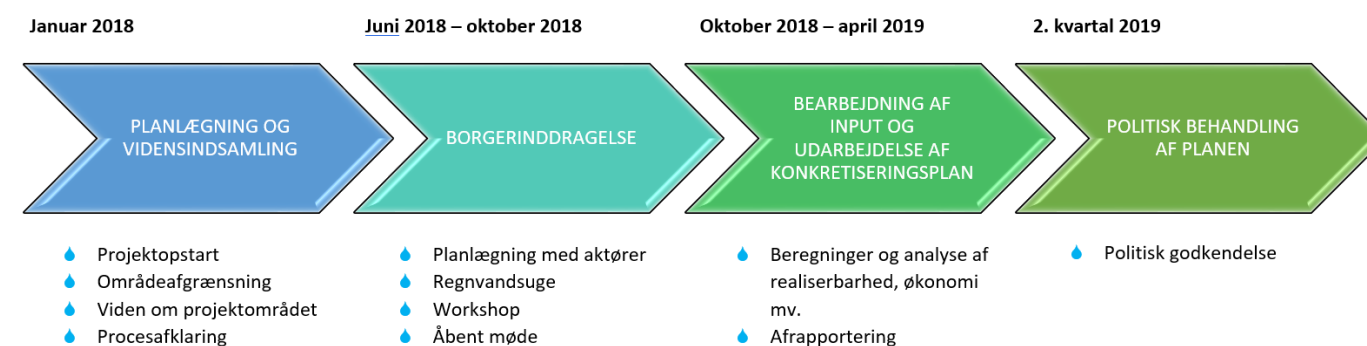 Januar 2018
Juni 2018 – oktober 2018
Oktober 2018 – april 2019
2. kvartal 2019
PLANLÆGNING OG
VIDENSINDSAMLING
BORGERINDDRAGELSE
BEARBEJDNING AF
INPUT OG
UDARBEJDELSE AF
KONKRETISERINGSPLAN
POLITISK BEHANDLING
AF PLANEN
Projektopstart
Områdeafgrænsning
Viden om projektområdet
Procesafklaring
Planlægning med aktører
Regnvandsuge
Workshop
Åbent møde
Beregninger og analyse af
realiserbarhed, økonomi
mv.
Afrapportering
Politisk godkendelse